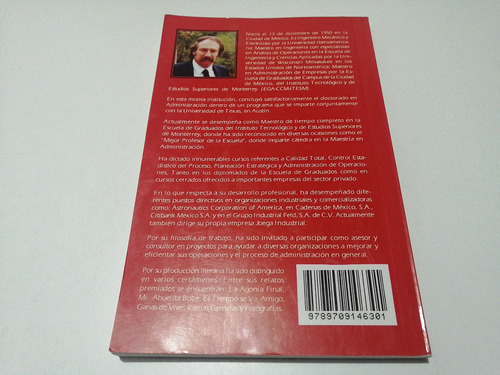 Nació el 13 de diciembre de 1950 en la
Ciudad de México. Es Ingeniero Mecánico y
Electricista por la Universidad Iberoamerica-
na; Maestro en Ingeniería con especialidad
en Análisis de Operaciones en la Escuela de
Ingeniería y Ciencias Aplicadas por la Uni-
versidad de Wisconsin Milwaukee en los
Estados Unidos de Norteamérica; Maestro
en Administración de Empresas por la Es-
cuela de Graduados del Campus de la Ciudad
de México, del Instituto Tecnológico y de
Estudios Superiores de Monterrey (EGA-CCM-ITESM)
En esta misma institución, concluyó satisfactoriamente el doctorado en
Administración dentro de un programa que se imparte conjuntamente
con la Universidad de Texas, en Austin.
Actualmente se desempeña como Maestro de tiempo completo en la
Escuela de Graduados del Instituto Tecnológico y de Estudios Superiores
de Monterrey, donde ha sido reconocido en diversas ocasiones como el
"Mejor Profesor de la Escuela", donde imparte cátedra en la Maestría en
Administración.
Ha dictado innumerables cursos referentes a Calidad Total, Control Esta-
dístico del Proceso, Planeación Estratégica y Administración de Operacio-
nes, Tanto en los diplomados de la Escuela de Graduados como en
cursos cerrados ofrecidos a importantes empresas del sector privado.
En lo que respecta a su desarrollo profesional, ha desempeñado dife-
rentes puestos directivos en organizaciones industriales y comercializadoras
como: Astronautics Corporation of America, en Cadenas de México, S.A.,
Citibank México S.A. y en el Grupo Industrial Feld, S.A. de C.V. Actualmente
también dirige su propia empresa Joega Industrial.
Por su filosofía de trabajo, ha sido invitado a participar como asesor y
consultor en proyectos para ayudar a diversas organizaciones a mejorar y
eficientar sus operaciones y el proceso de administración en general.
Por su producción literaria ha sido distinguido
en varios certámenes. Entre sus relatos
premiados se encuentran: La Agonía Final,
Mi Abuelita Bobe, El Tiempo se Va, Amigo,
Ganas de Vivir, Ramas Gemelas y Fotografías.
9789709146301